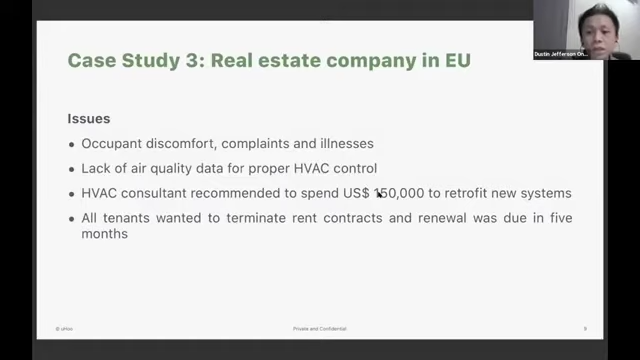 Case Study 3: Real estate company in EU
Dustin Jefferson On...
Issues
• Occupant discomfort, complaints and illnesses
• Lack of air quality data for proper HVAC control
• HVAC consultant recommended to spend US$ 150,000 to retrofit new systems
• All tenants wanted to terminate rent contracts and renewal was due in five
months
Private and Confidential
9